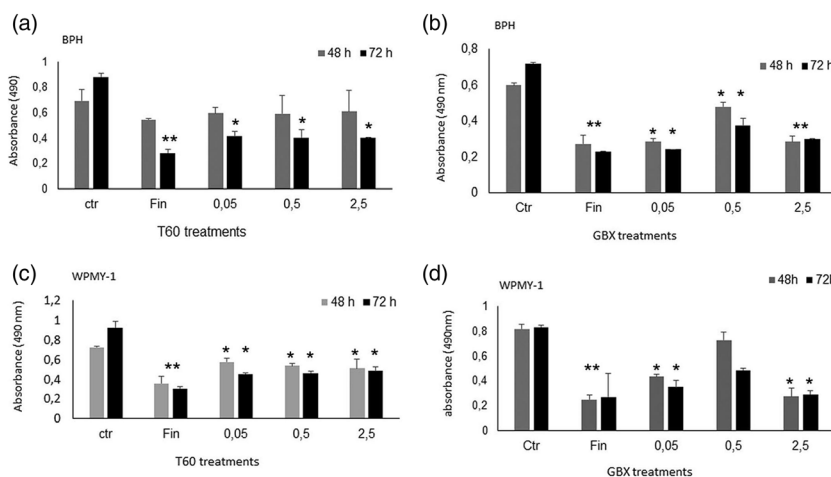 (a)
BPH
48 h 72 h
Absorbance (490)
1
0,8
0,6
0,4
0,2
0
** * * *
ctr Fin 0,05 0,5 2,5
T60 treatments
(b)
BPH
48 h 72 h
Absorbance (490 nm)
0,8
0,6
0,4
0,2
0
** * * * * **
Ctr Fin 0,05 0,5 2,5
GBX treatments
(c)
WPMY-1
48 h 72 h
Absorbance (490 nm)
1,2
1
0,8
0,6
0,4
0,2
0
** * * * * * *
ctr Fin 0,05 0,5 2,5
T60 treatments
(d)
WPMY-1
48h 72h
absorbance (490nm)
1
0,8
0,6
0,4
0,2
0
** * * * *
Ctr Fin 0,05 0,5 2,5
GBX treatments